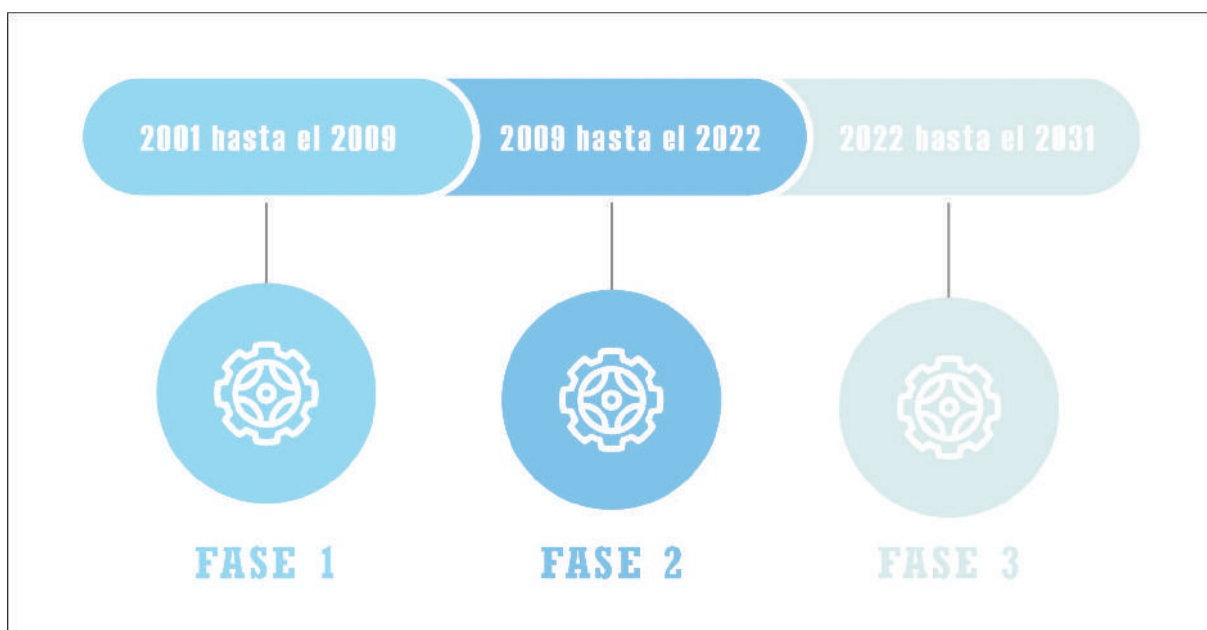 2001 hasta el 2009
2009 hasta el 2022
2022 hasta el 2031
FASE 1
FASE 2
FASE 3